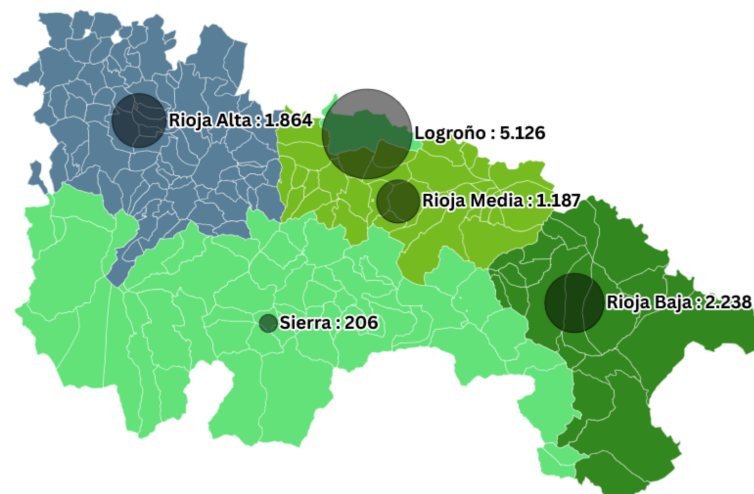 Rioja Alta : 1.864
Logroño : 5.126
Rioja Media : 1.187
Rioja Baja : 2.238
Sierra : 206